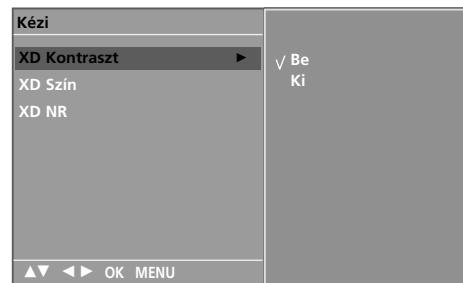 Kézi
XD Kontraszt ►
XD Szín
XD NR
√ Be
Ki
▲▼ ◄► OK MENU